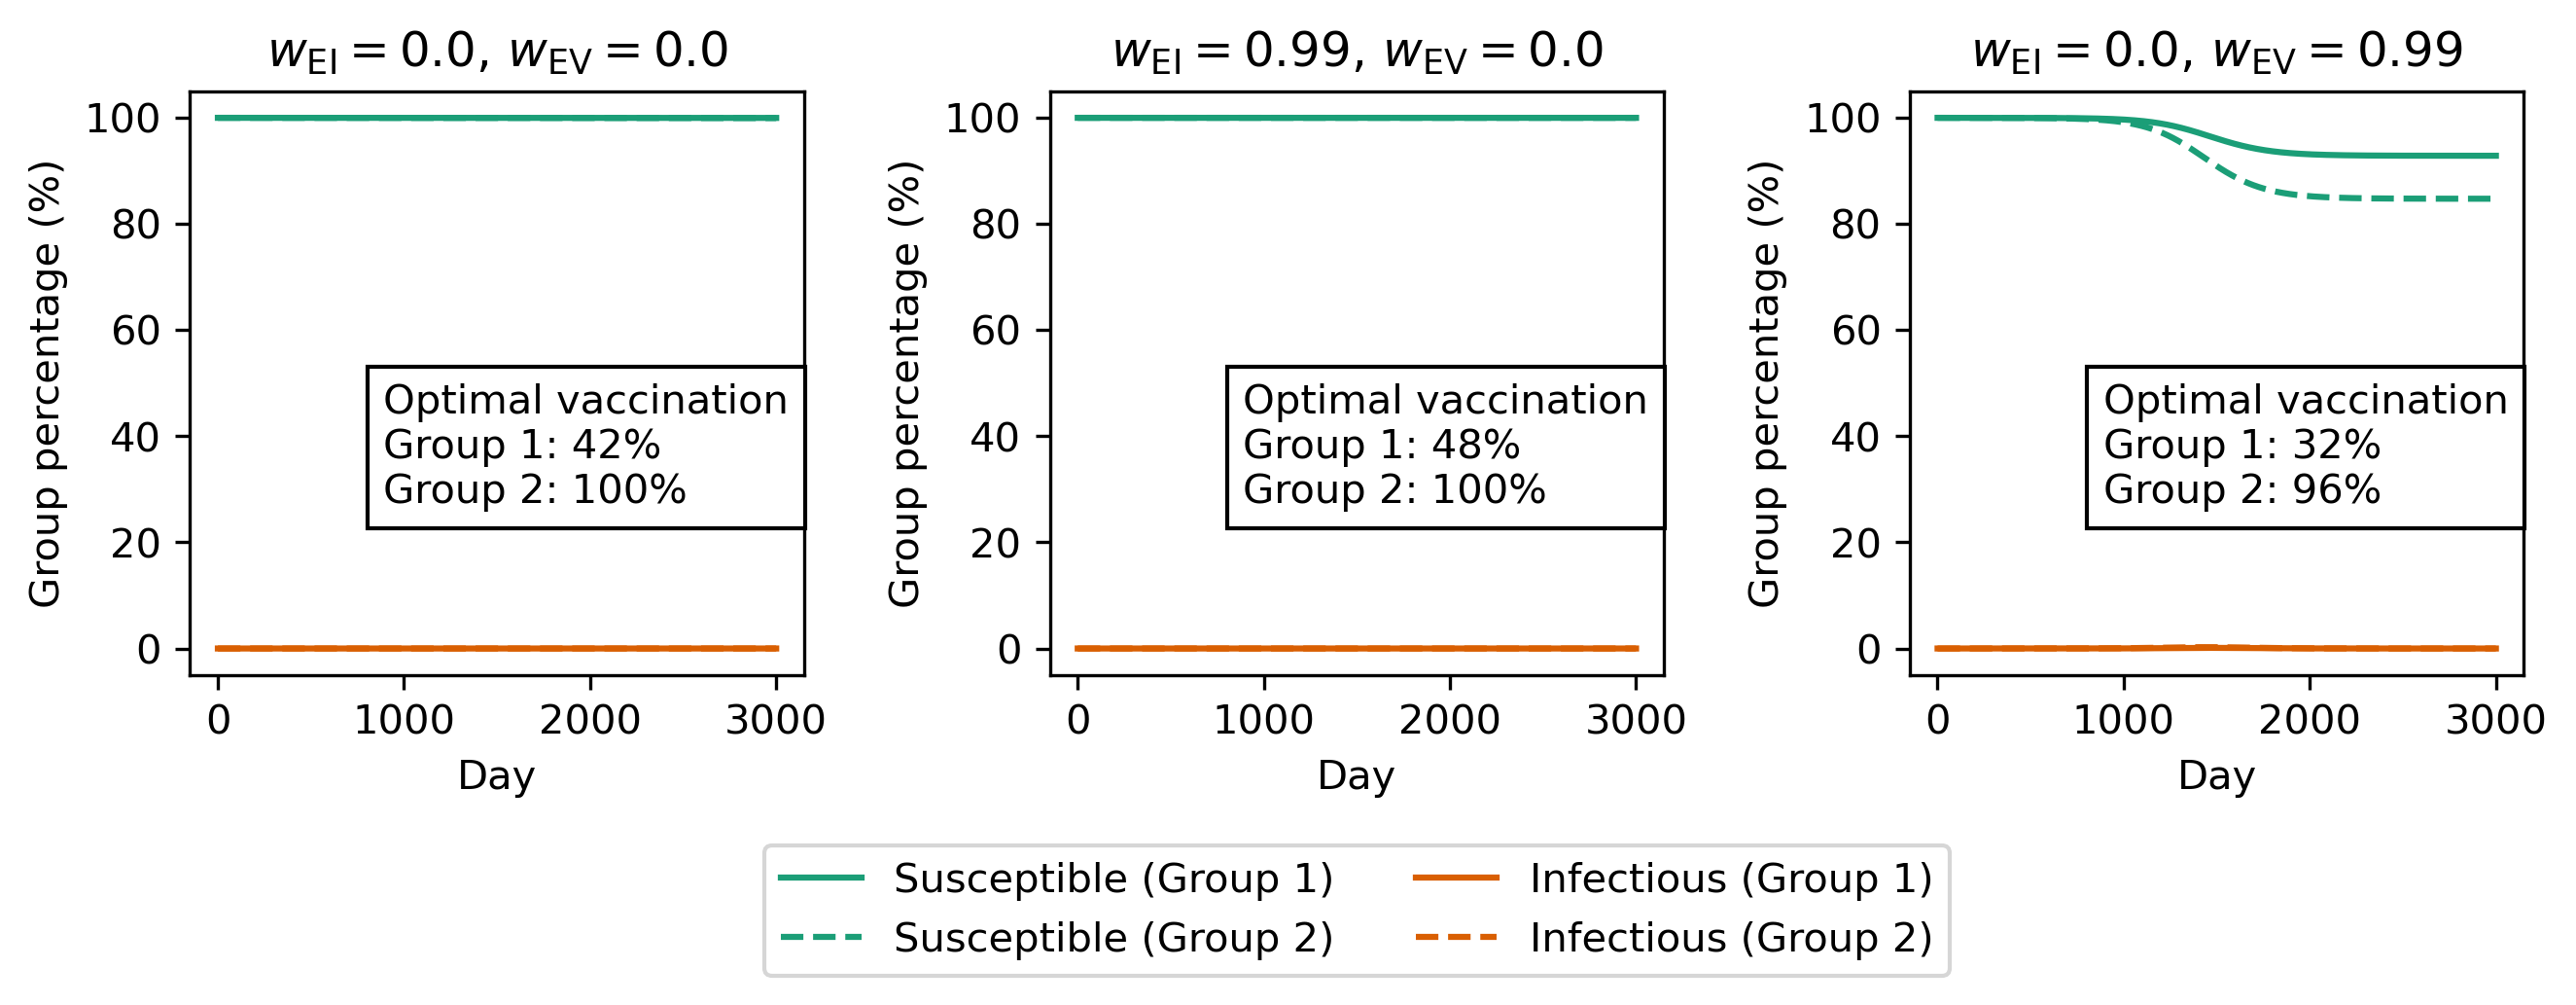 w_EI = 0.0, w_EV = 0.0
Group percentage (%)
100
80
60
40
20
0
Optimal vaccination
Group 1: 42%
Group 2: 100%
0 1000 2000 3000
Day
w_EI = 0.99, w_EV = 0.0
Group percentage (%)
100
80
60
40
20
0
Optimal vaccination
Group 1: 48%
Group 2: 100%
0 1000 2000 3000
Day
w_EI = 0.0, w_EV = 0.99
Group percentage (%)
100
80
60
40
20
0
Optimal vaccination
Group 1: 32%
Group 2: 96%
0 1000 2000 3000
Day
Susceptible (Group 1)
Susceptible (Group 2)
Infectious (Group 1)
Infectious (Group 2)